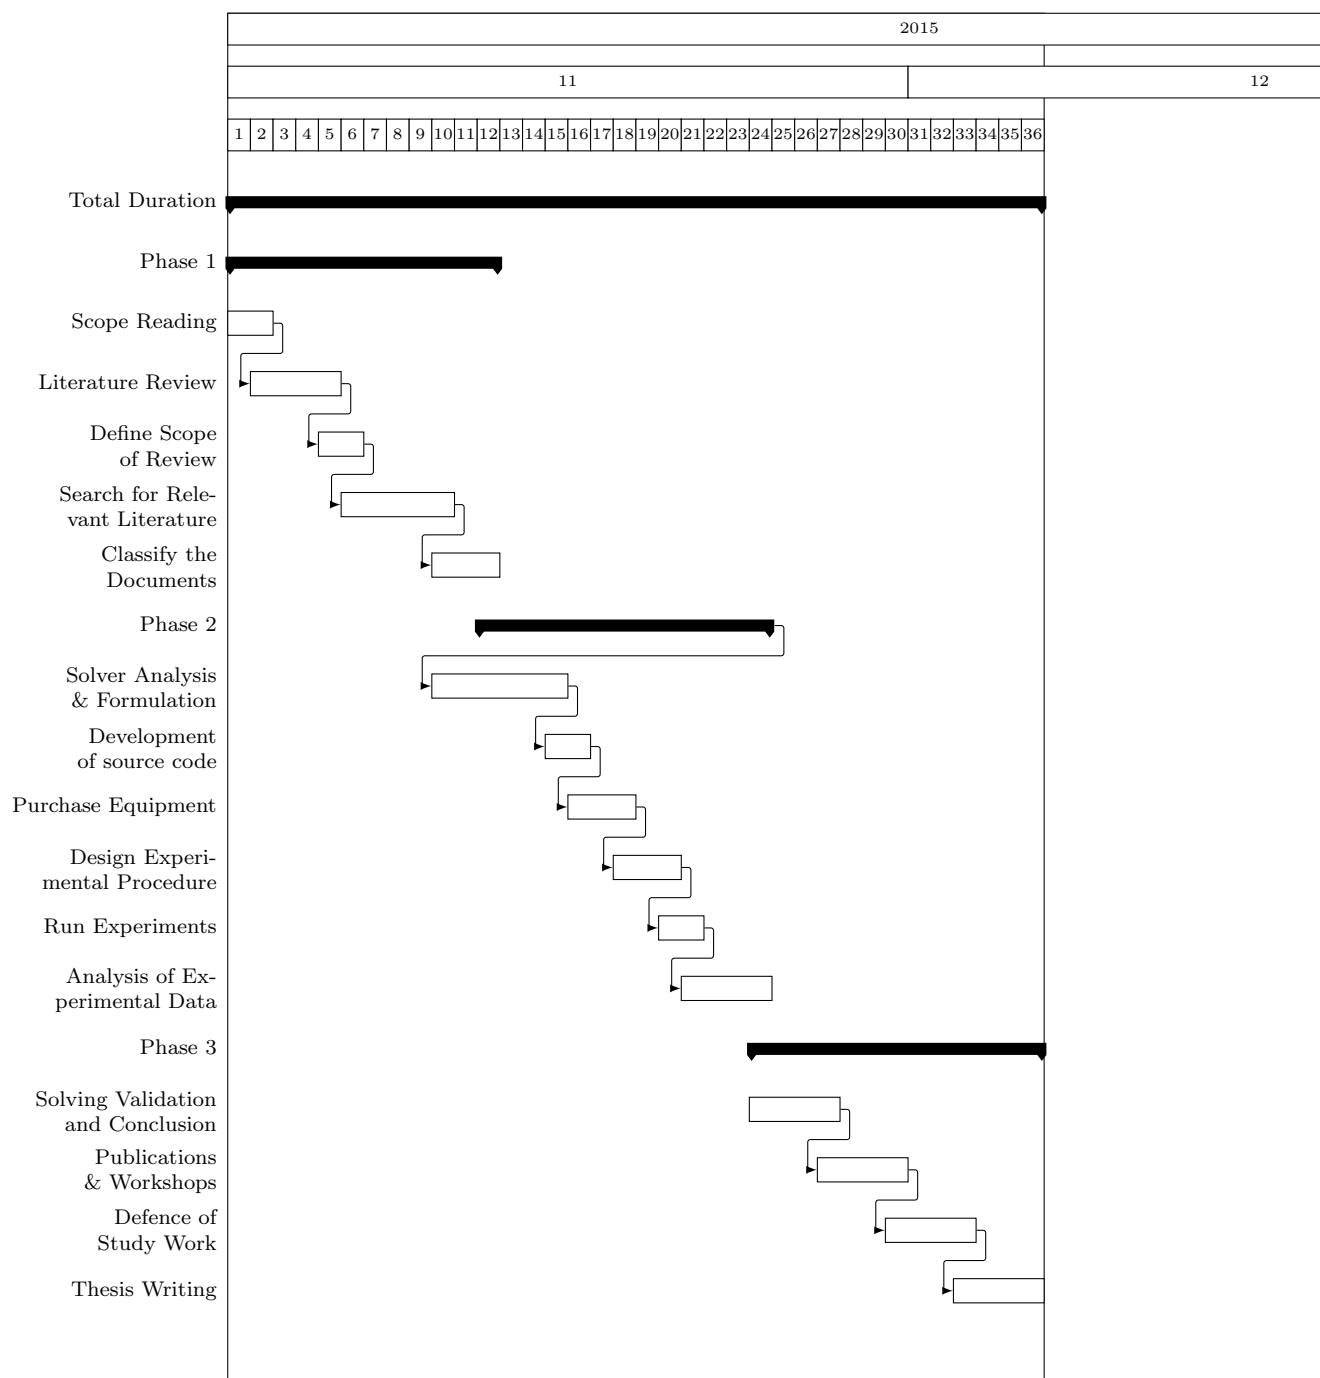 2015
11 12
1 2 3 4 5 6 7 8 9 10 11 12 13 14 15 16 17 18 19 20 21 22 23 24 25 26 27 28 29 30 31 32 33 34 35 36
Total Duration
Phase 1
Scope Reading
Literature Review
Define Scope
of Review
Search for Rele-
vant Literature
Classify the
Documents
Phase 2
Solver Analysis
& Formulation
Development
of source code
Purchase Equipment
Design Experi-
mental Procedure
Run Experiments
Analysis of Ex-
perimental Data
Phase 3
Solving Validation
and Conclusion
Publications
& Workshops
Defence of
Study Work
Thesis Writing